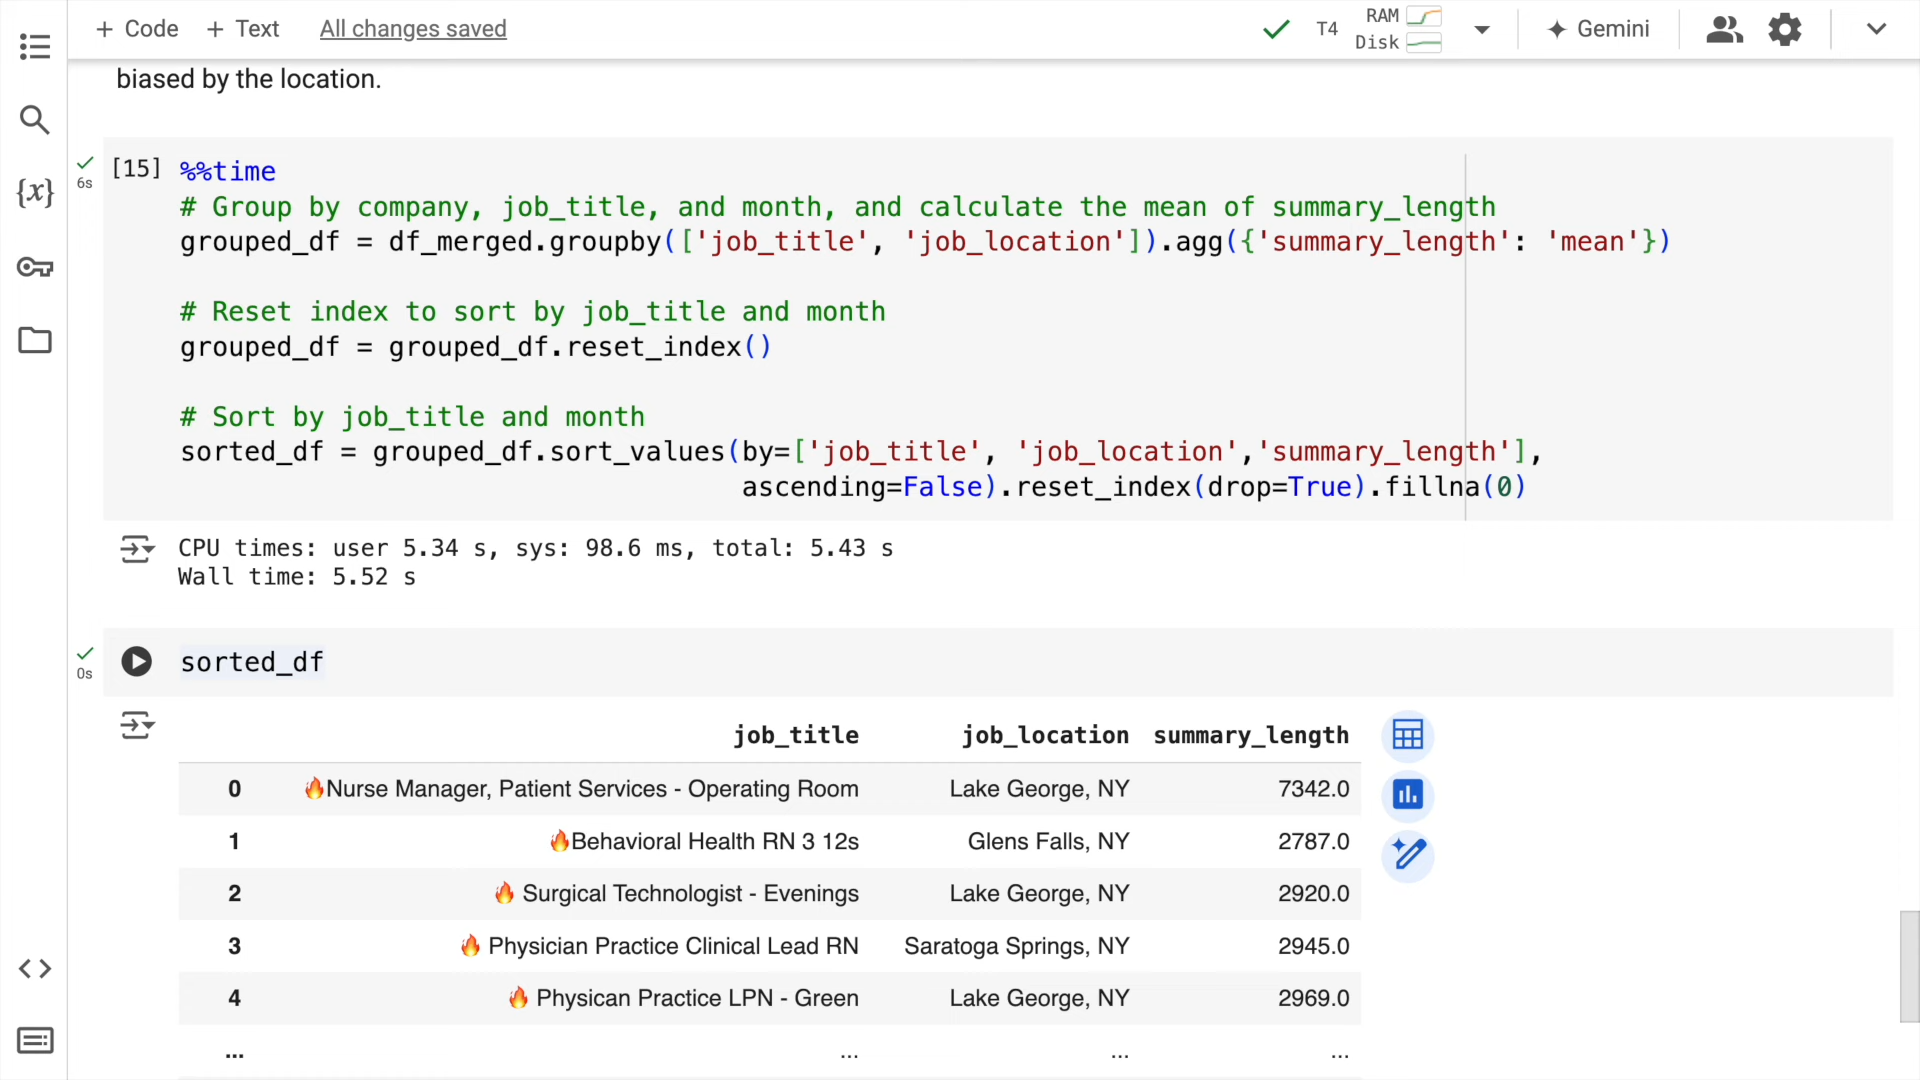 + Code + Text All changes saved
T4 RAM Disk Gemini
biased by the location.
6s [15] %%time
# Group by company, job_title, and month, and calculate the mean of summary_length
grouped_df = df_merged.groupby(['job_title', 'job_location']).agg({'summary_length': 'mean'})
# Reset index to sort by job_title and month
grouped_df = grouped_df.reset_index()
# Sort by job_title and month
sorted_df = grouped_df.sort_values(by=['job_title', 'job_location','summary_length'],
ascending=False).reset_index(drop=True).fillna(0)
CPU times: user 5.34 s, sys: 98.6 ms, total: 5.43 s
Wall time: 5.52 s
0s sorted_df
job_title job_location summary_length
0 🔥Nurse Manager, Patient Services - Operating Room Lake George, NY 7342.0
1 🔥Behavioral Health RN 3 12s Glens Falls, NY 2787.0
2 🔥 Surgical Technologist - Evenings Lake George, NY 2920.0
3 🔥 Physician Practice Clinical Lead RN Saratoga Springs, NY 2945.0
4 🔥 Physican Practice LPN - Green Lake George, NY 2969.0
... ... ... ...